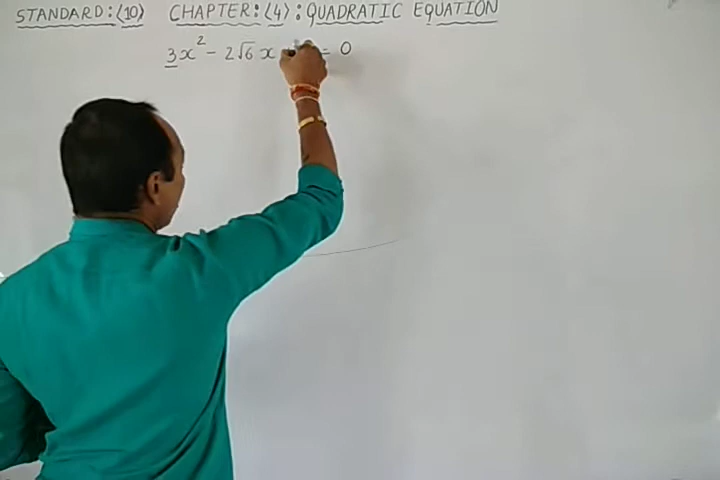 STANDARD:⟨10⟩ CHAPTER:⟨4⟩: QUADRATIC EQUATION
3x² - 2√6 x = 0